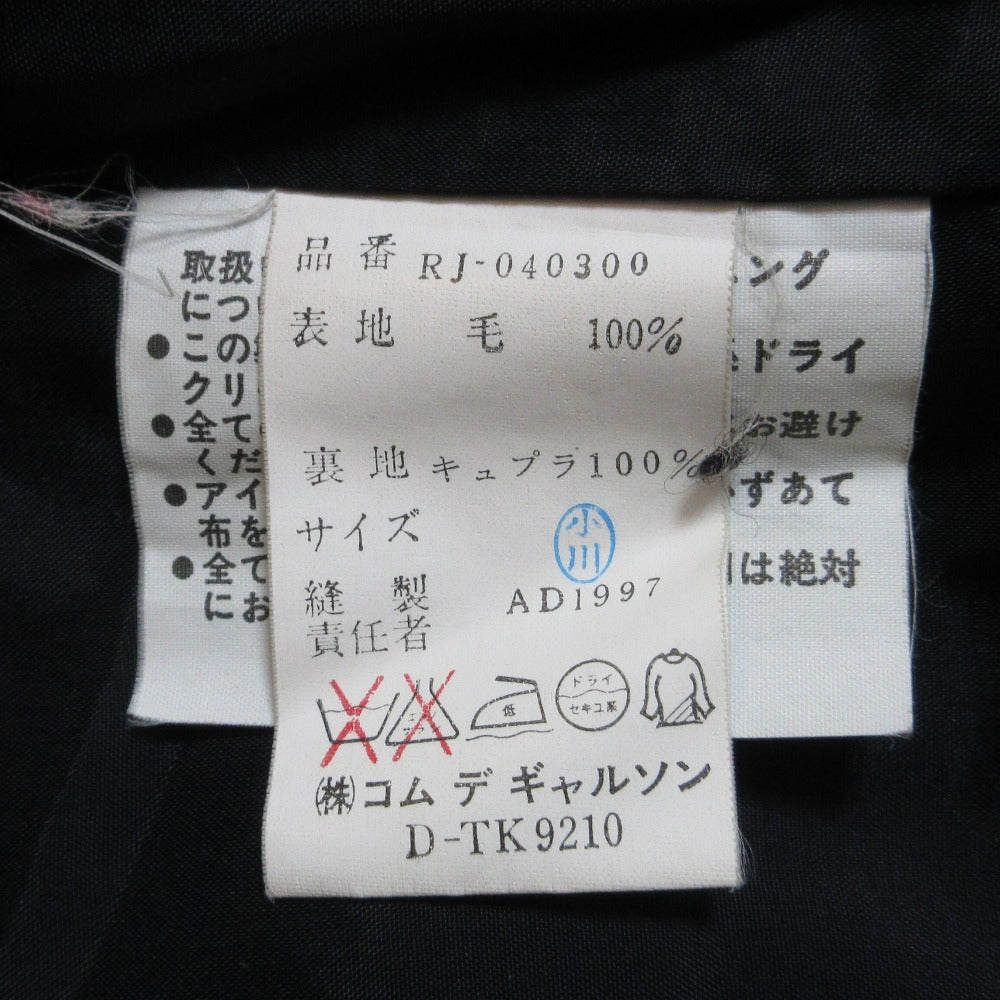 品番 RJ-040300
表地 毛 100%
裏地 キュプラ100%
サイズ
小川
縫製
責任者
AD1997
低
ドライ
セキユ系
㈱コム デ ギャルソン
D-TK9210
取扱
につ
●この
クリ
●全て
くだ
●アイ
布を
●全て
にお
ング
ドライ
お避け
ずあて
は絶対